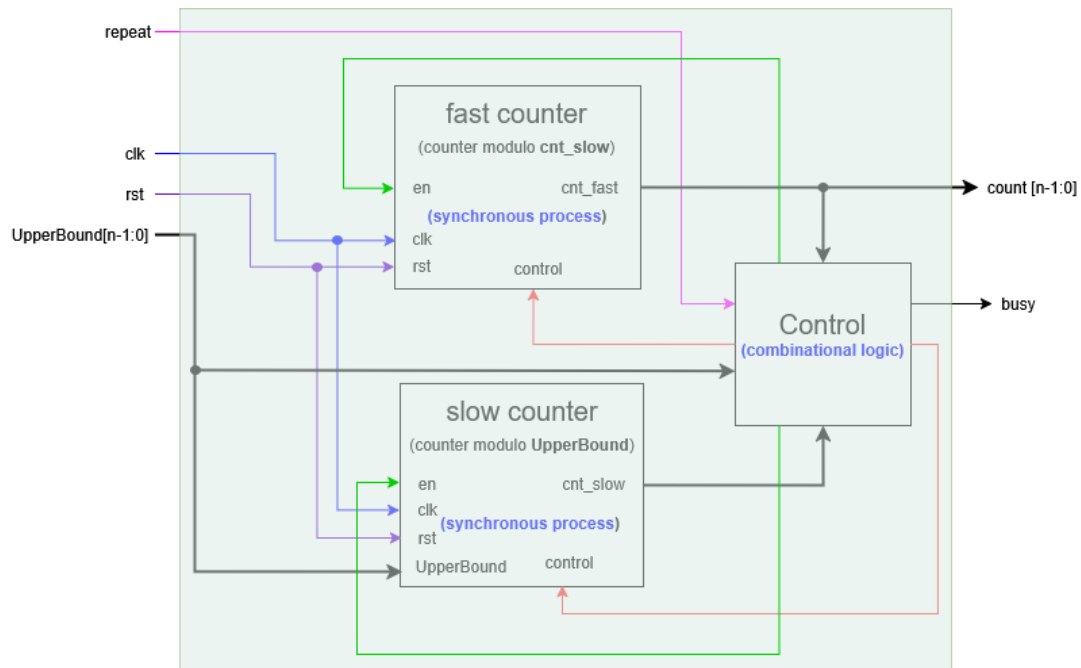 repeat
fast counter
(counter modulo cnt_slow)
clk
en
cnt_fast
count [n-1:0]
rst
(synchronous process)
UpperBound[n-1:0]
clk
rst
control
busy
Control
(combinational logic)
slow counter
(counter modulo UpperBound)
en
cnt_slow
clk
(synchronous process)
rst
UpperBound
control